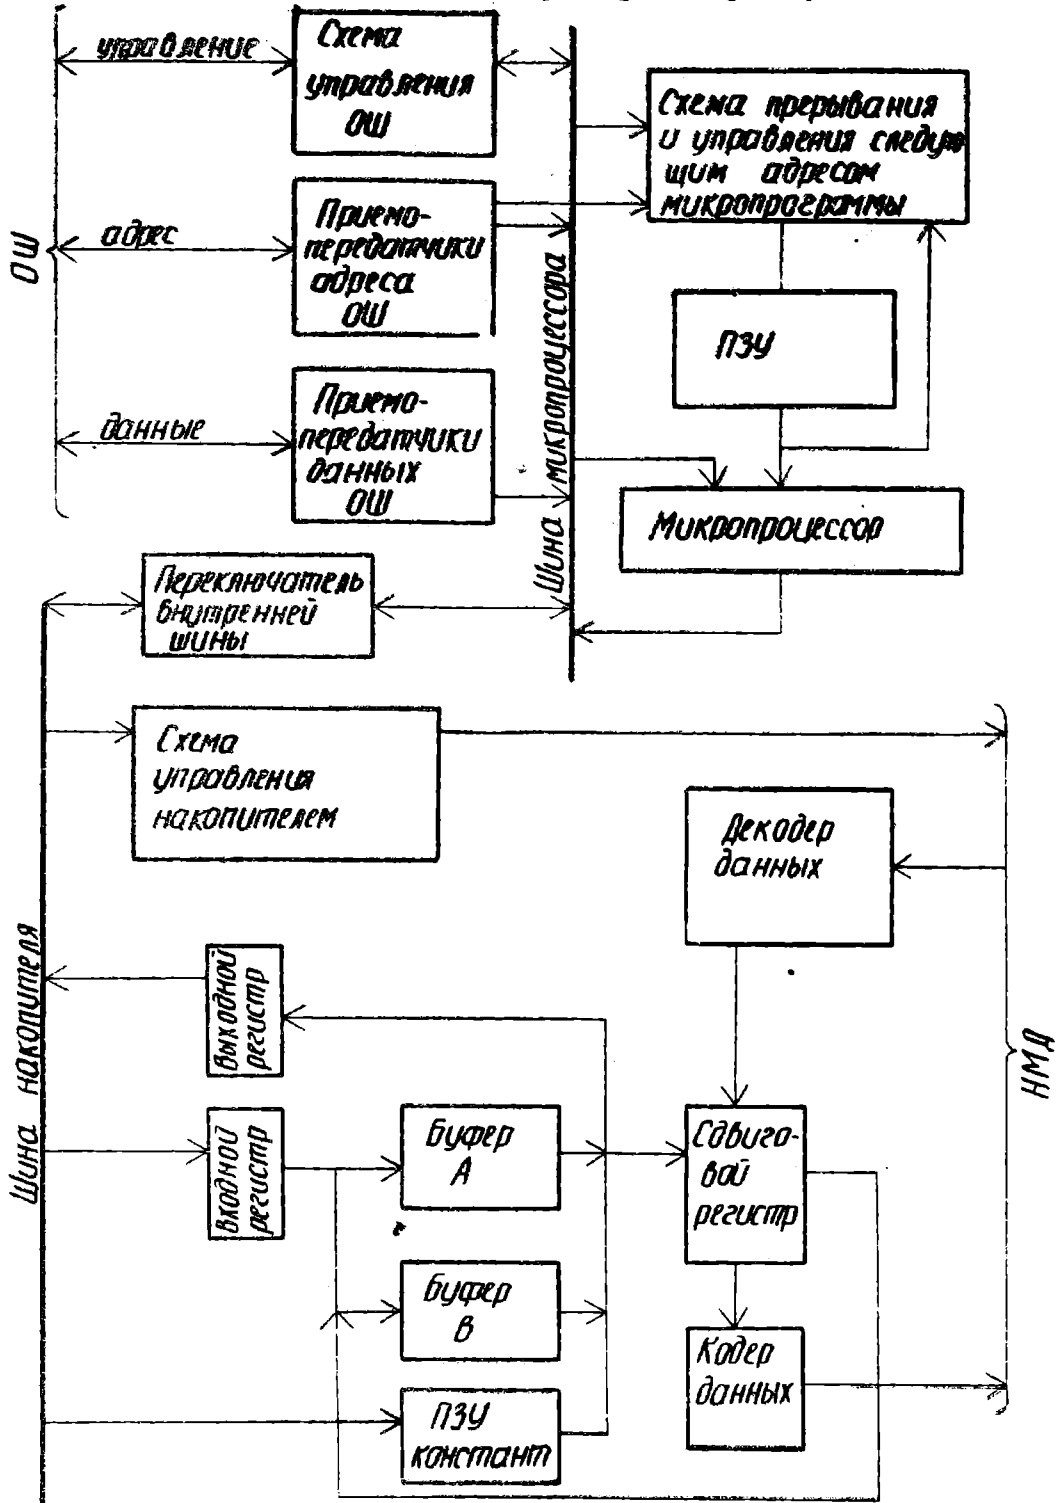 управление
Схема
управления
ОШ
Схема прерывания
и управления следую
щим адресом
микропрограммы
адрес
Приемо-
передатчики
адреса
ОШ
ОШ
ПЗУ
данные
Приемо-
передатчики
данных
ОШ
Шина микропроцессора
Микропроцессор
Переключатель
внутренней
шины
Схема
управления
накопителем
Декодер
данных
Шина накопителя
Выходной
регистр
НМД
Входной
регистр
Буфер
А
Сдвиго-
вой
регистр
Буфер
В
Кодер
данных
ПЗУ
констант